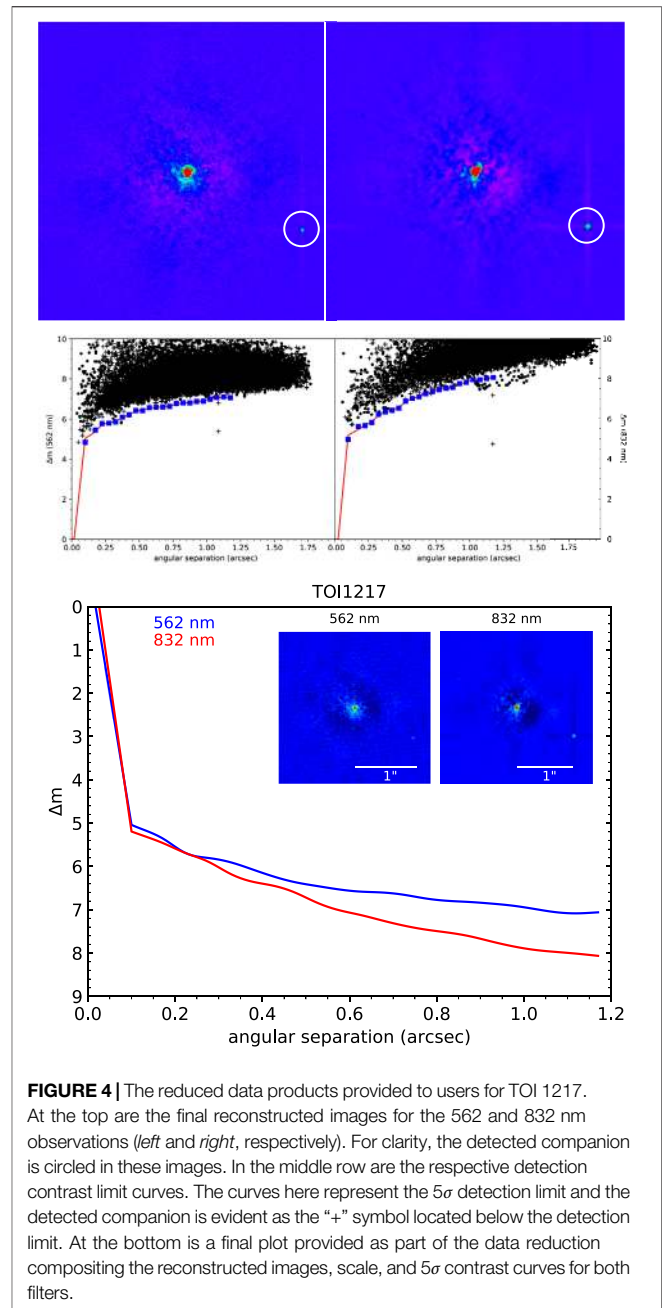 10
8
6
4
2
0
Δm (562 nm)
0.00 0.25 0.50 0.75 1.00 1.25 1.50 1.75
angular separation (arcsec)
0.00 0.25 0.50 0.75 1.00 1.25 1.50 1.75
angular separation (arcsec)
10
8
6
4
2
0
Δm (832 nm)
TOI1217
562 nm
832 nm
562 nm
832 nm
1"
1"
0
1
2
3
4
5
6
7
8
9
Δm
0.0 0.2 0.4 0.6 0.8 1.0 1.2
angular separation (arcsec)
FIGURE 4 | The reduced data products provided to users for TOI 1217.
At the top are the final reconstructed images for the 562 and 832 nm
observations (left and right, respectively). For clarity, the detected companion
is circled in these images. In the middle row are the respective detection
contrast limit curves. The curves here represent the 5σ detection limit and the
detected companion is evident as the “+” symbol located below the detection
limit. At the bottom is a final plot provided as part of the data reduction
compositing the reconstructed images, scale, and 5σ contrast curves for both
filters.